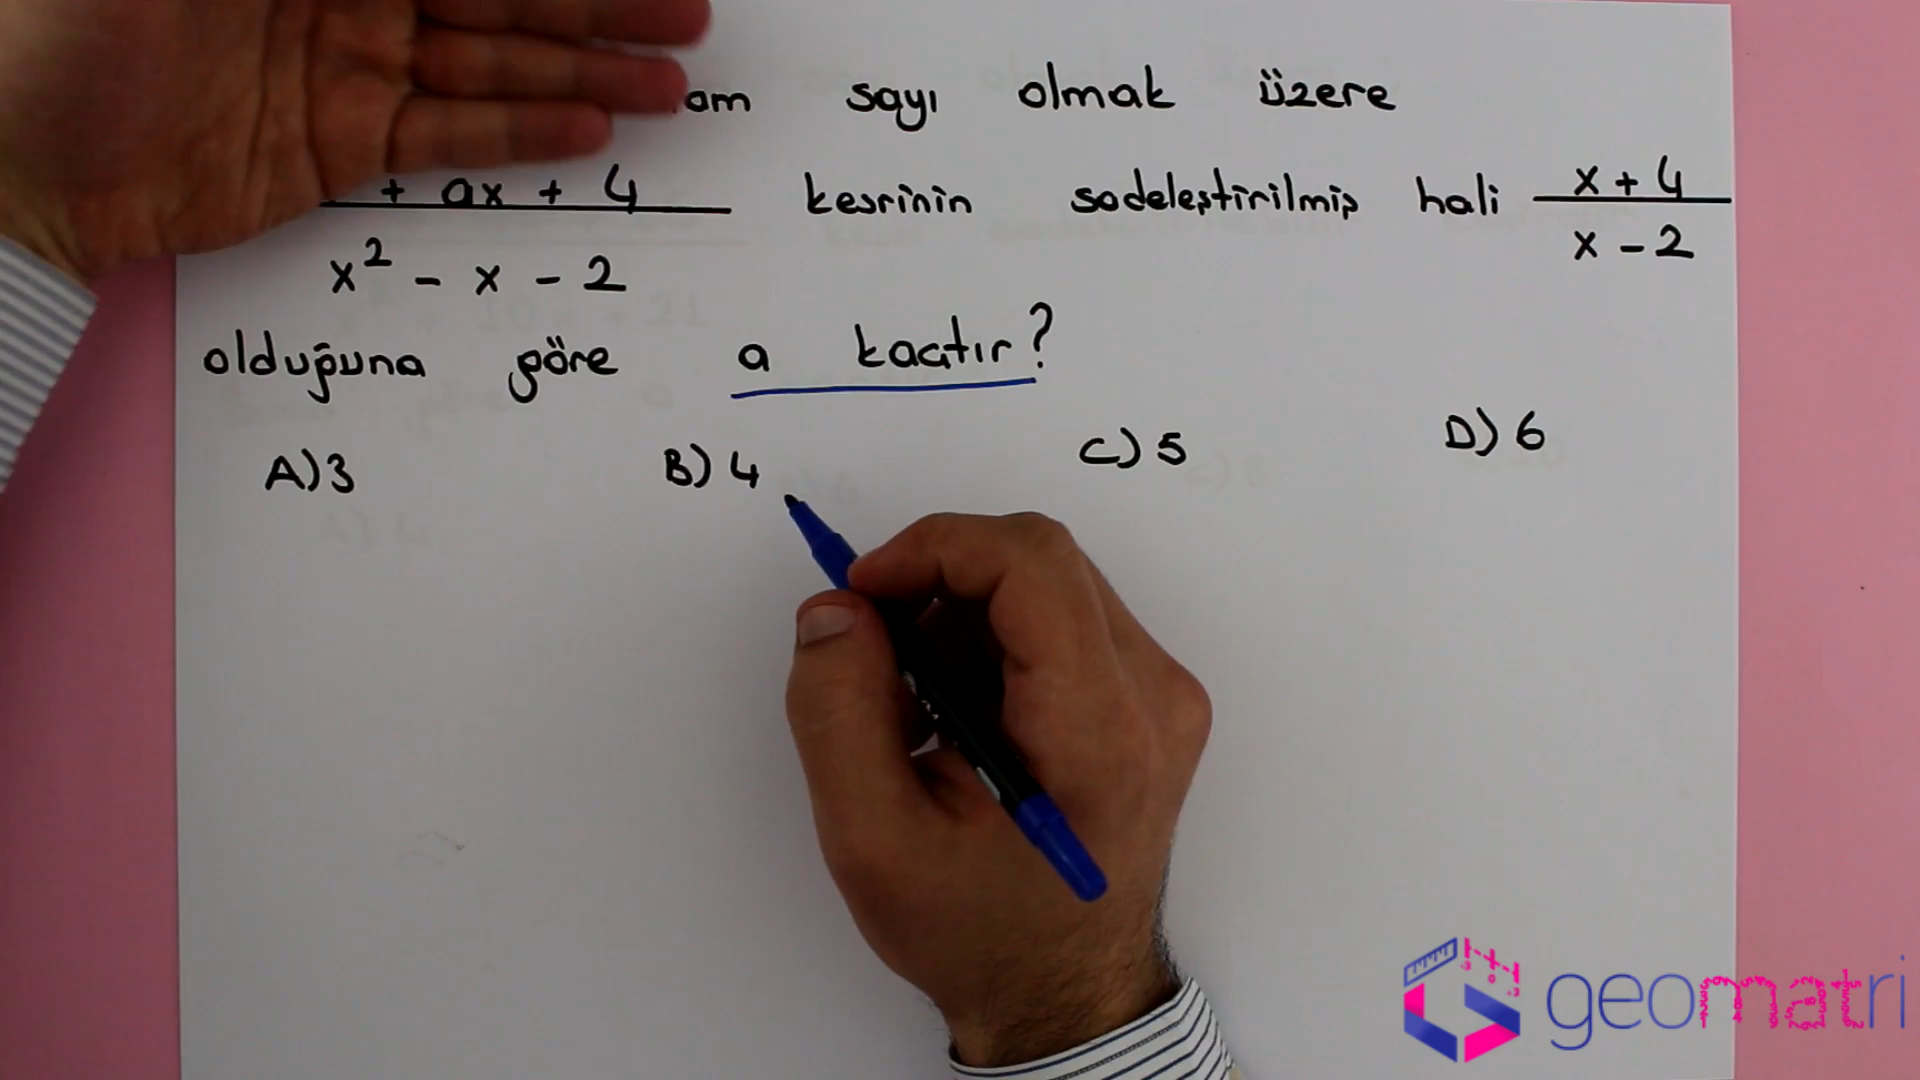 sayı olmak üzere
+ ax + 4 kesrinin sadeleştirilmiş hali x + 4
x² - x - 2 x - 2
olduğuna göre a kaçtır?
A) 3 B) 4 C) 5 D) 6
geomatri